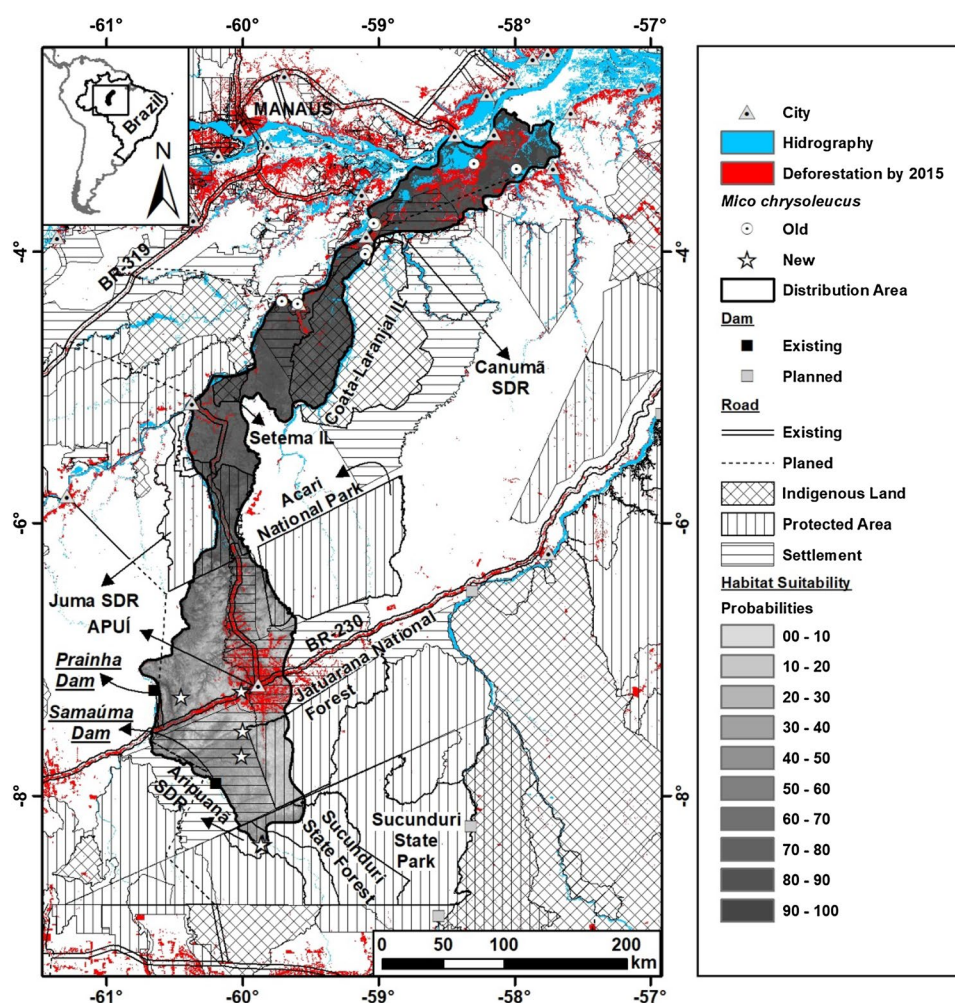 -61° -60° -59° -58° -57°
Brazil
N
MANAUS
BR-319
-4°
-4°
Coata-Laranjal IL
Canumã
SDR
Setema IL
Acari
National Park
-6°
-6°
Juma SDR
APUÍ
BR-230
Jatuarana National
Forest
Prainha
Dam
Samaúma
Dam
Aripuanã
SDR
Sucunduri
State Forest
Sucunduri
State
Park
-8°
-8°
0 50 100 200
km
-61° -60° -59° -58° -57°
City
Hidrography
Deforestation by 2015
Mico chrysoleucus
Old
New
Distribution Area
Dam
Existing
Planned
Road
Existing
Planed
Indigenous Land
Protected Area
Settlement
Habitat Suitability
Probabilities
00 - 10
10 - 20
20 - 30
30 - 40
40 - 50
50 - 60
60 - 70
70 - 80
80 - 90
90 - 100